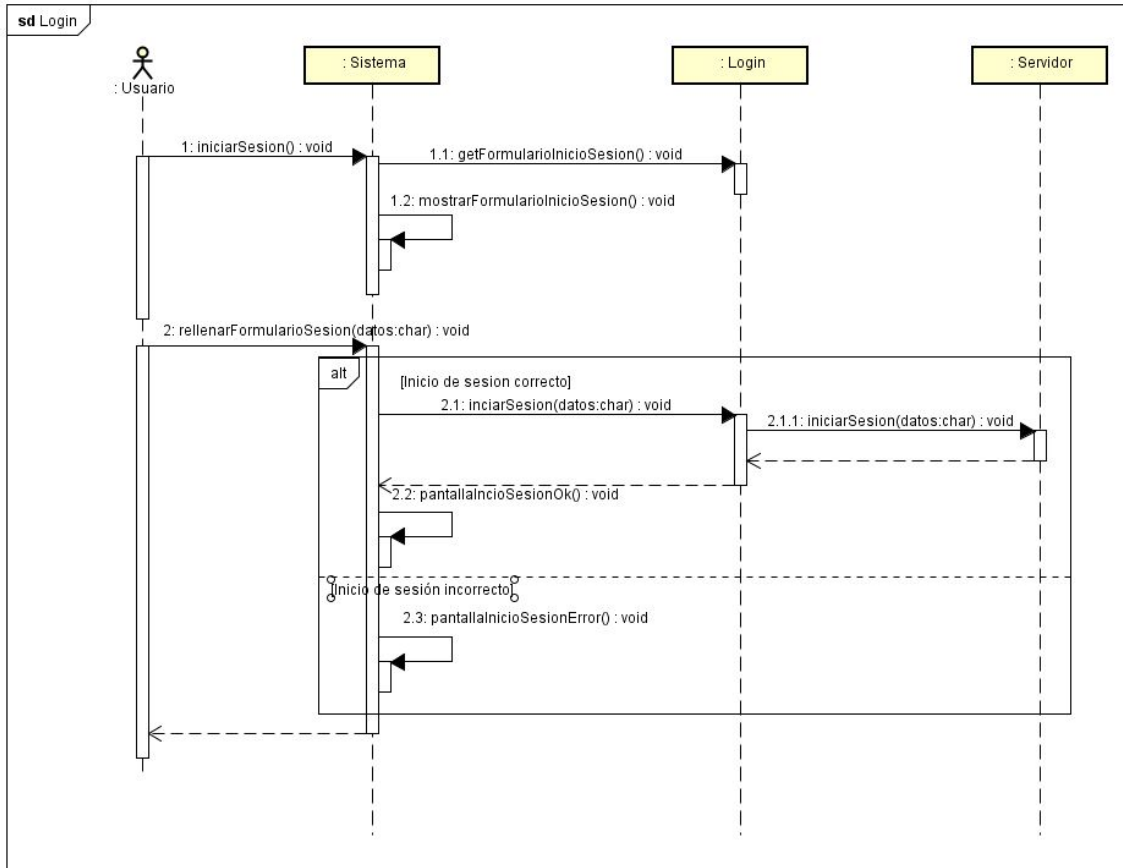 sd Login
: Usuario
: Sistema
: Login
: Servidor
1: iniciarSesion() : void
1.1: getFormularioInicioSesion() : void
1.2: mostrarFormularioInicioSesion() : void
2: rellenarFormularioSesion(datos:char) : void
alt
[Inicio de sesion correcto]
2.1: inciarSesion(datos:char) : void
2.1.1: iniciarSesion(datos:char) : void
2.2: pantallaIncioSesionOk() : void
[Inicio de sesión incorrecto]
2.3: pantallaInicioSesionError() : void